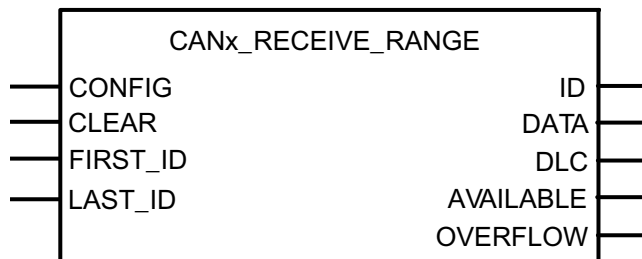 CANx_RECEIVE_RANGE
CONFIG ID
CLEAR DATA
FIRST_ID DLC
LAST_ID AVAILABLE
OVERFLOW